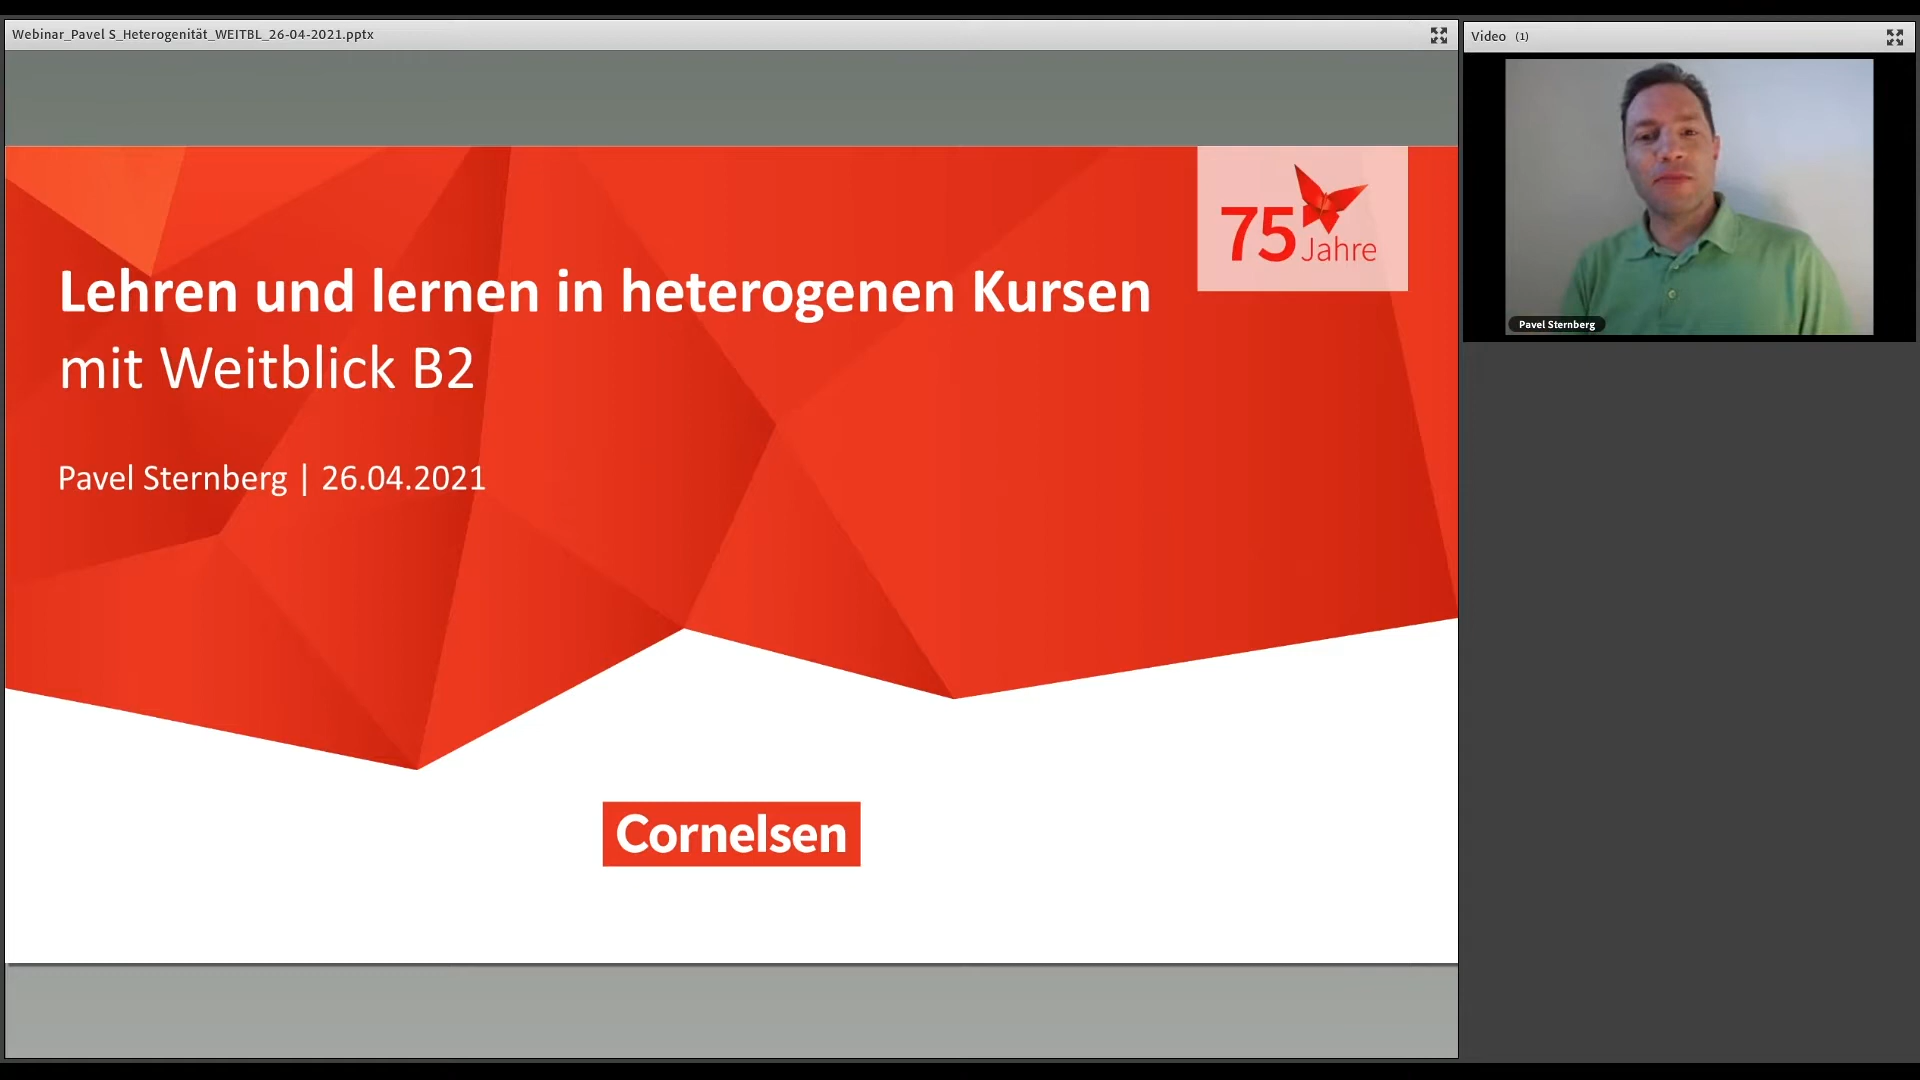 Webinar_Pavel S_Heterogenität_WEITBL_26-04-2021.pptx
Video (1)
75 Jahre
Lehren und lernen in heterogenen Kursen
mit Weitblick B2
Pavel Sternberg | 26.04.2021
Pavel Sternberg
Cornelsen